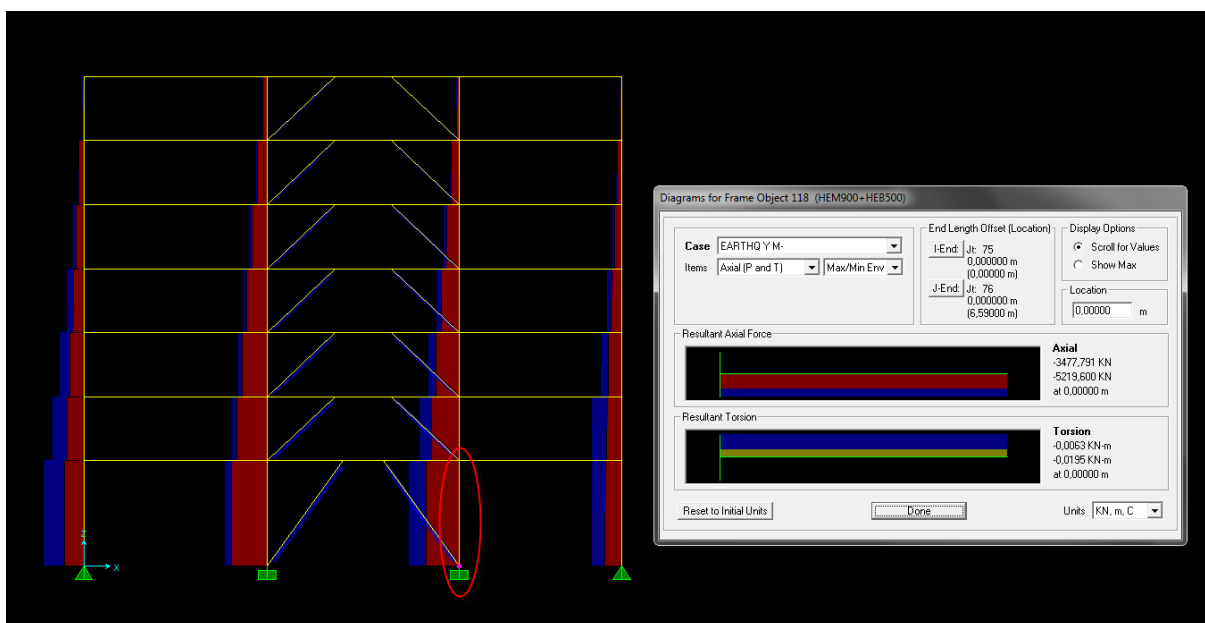 Diagrams for Frame Object 118 (HEM900+HEB500)
Case EARTHQ Y M-
Items Axial (P and T) Max/Min Env
End Length Offset (Location)
I-End: Jt: 75
0,000000 m
(0,00000 m)
J-End: Jt: 76
0,000000 m
(6,59000 m)
Display Options
Scroll for Values
Show Max
Location
0,00000 m
Resultant Axial Force
Axial
-3477,791 KN
-5219,600 KN
at 0,00000 m
Resultant Torsion
Torsion
-0,0063 KN-m
-0,0195 KN-m
at 0,00000 m
Reset to Initial Units
Done
Units KN, m, C
Z
X